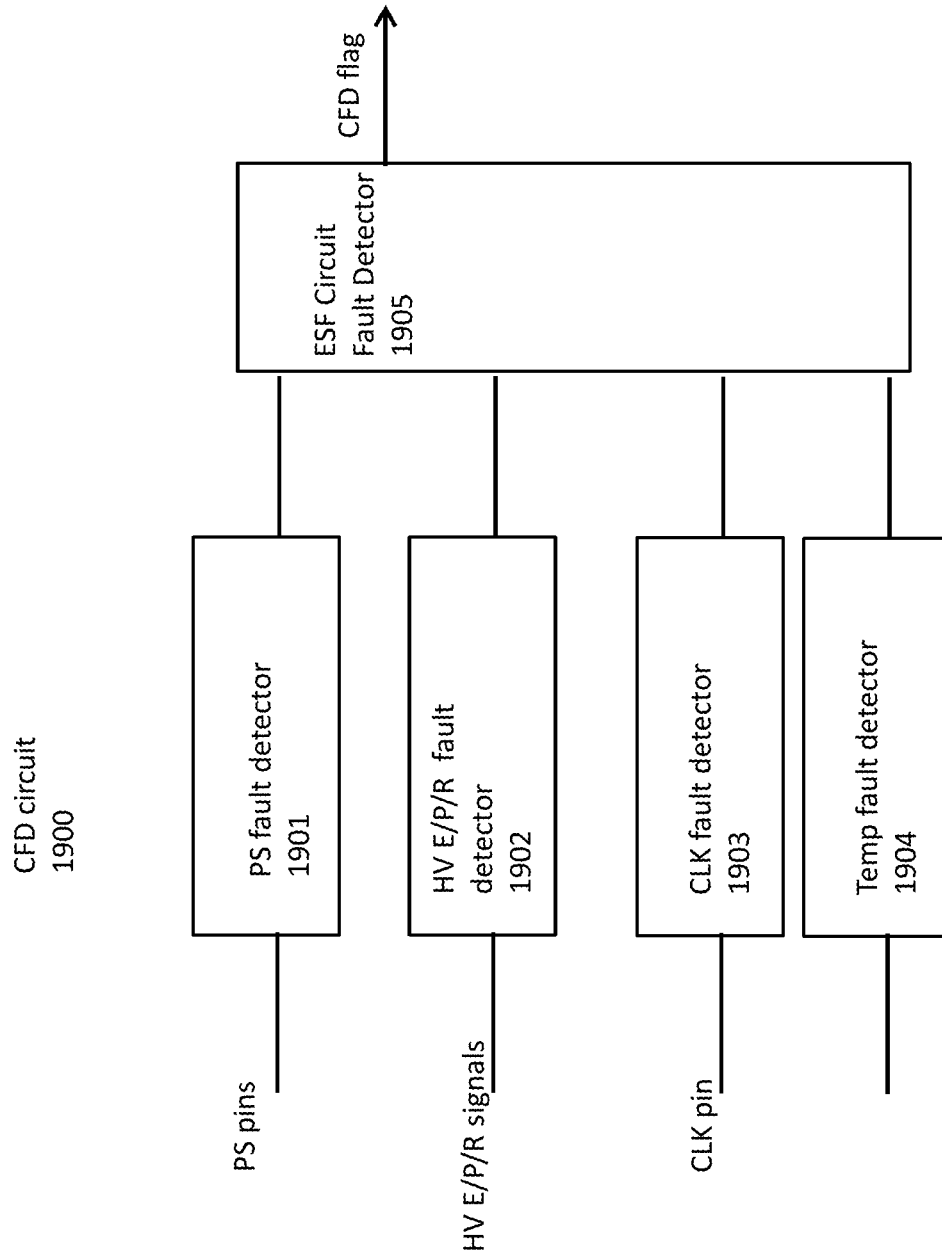 CFD circuit
1900
PS pins
PS fault detector
1901
HV E/P/R signals
HV E/P/R fault
detector
1902
CLK pin
CLK fault detector
1903
Temp fault detector
1904
ESF Circuit
Fault Detector
1905
CFD flag